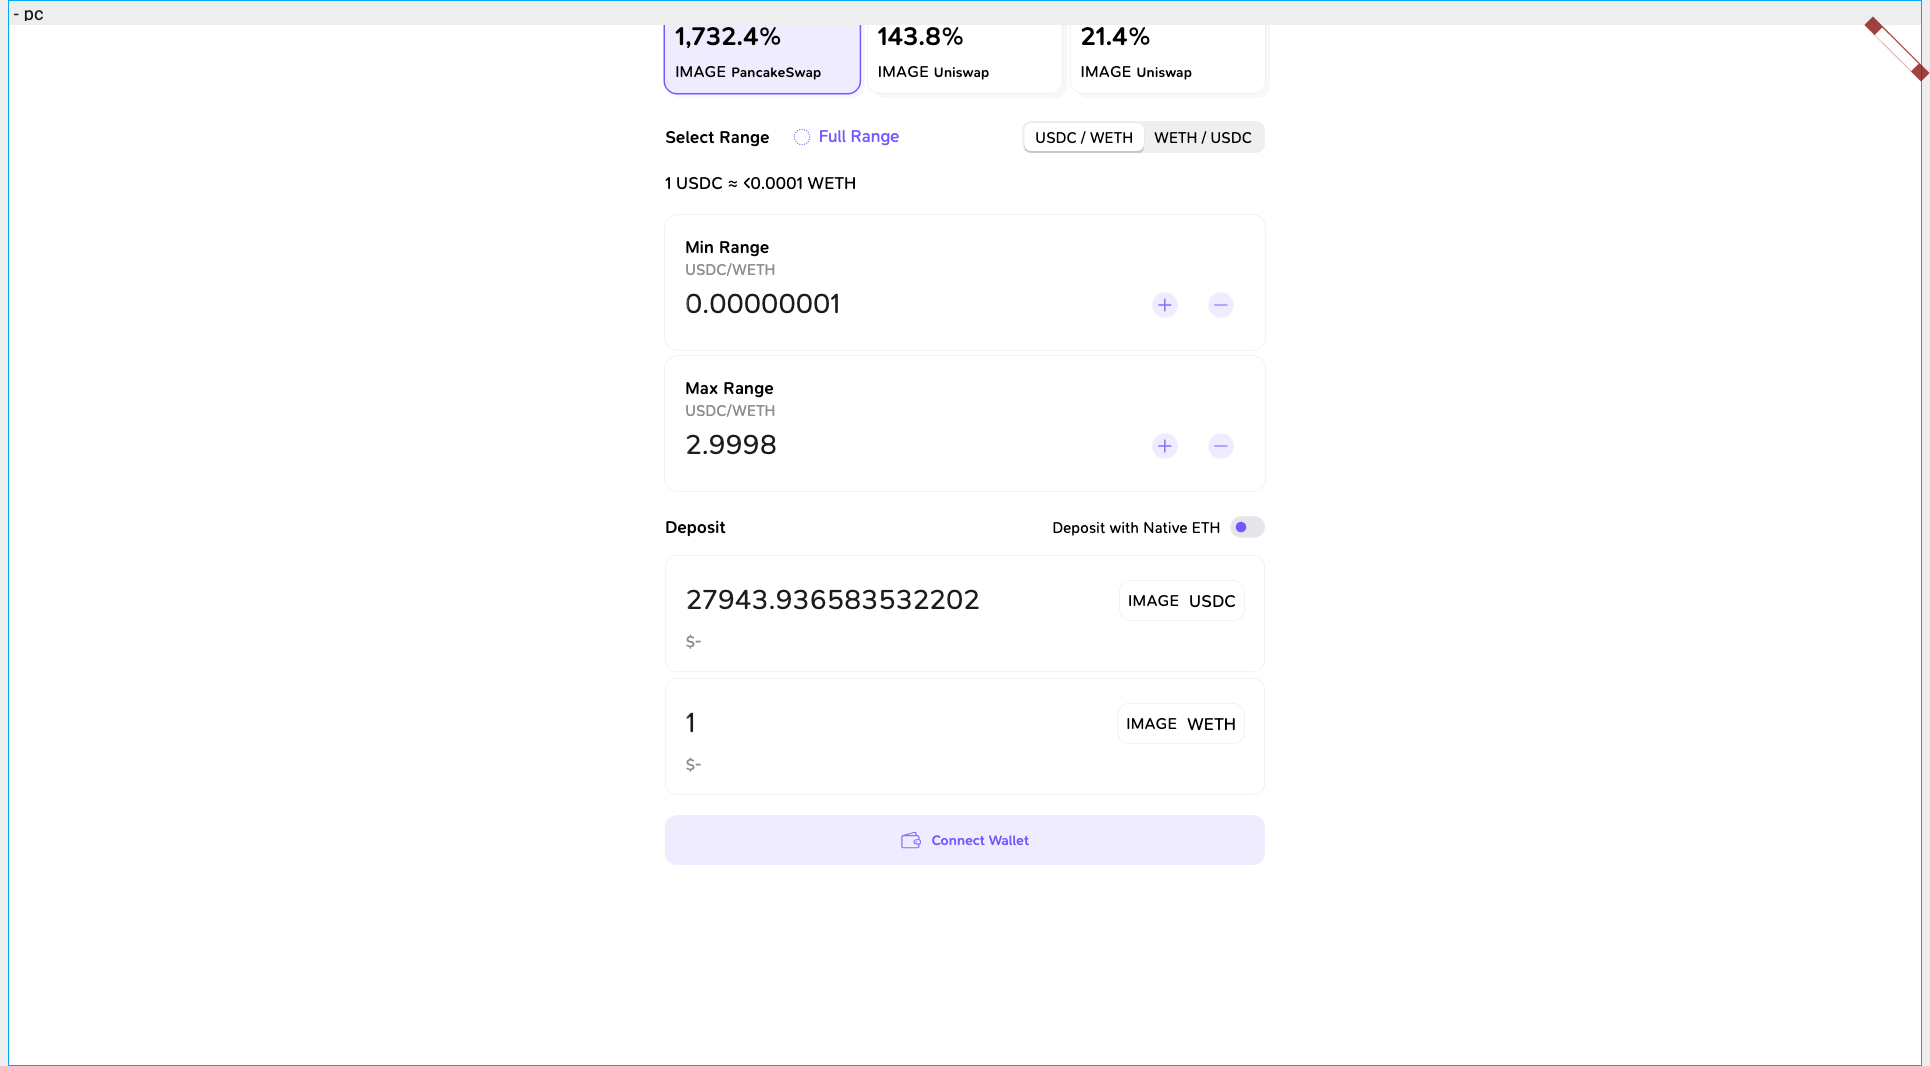 - pc
1,732.4% 143.8% 21.4%
IMAGE PancakeSwap IMAGE Uniswap IMAGE Uniswap
Select Range Full Range USDC / WETH WETH / USDC
1 USDC ≈ <0.0001 WETH
Min Range
USDC/WETH
0.00000001
Max Range
USDC/WETH
2.9998
Deposit Deposit with Native ETH
27943.936583532202 IMAGE USDC
$-
1 IMAGE WETH
$-
Connect Wallet